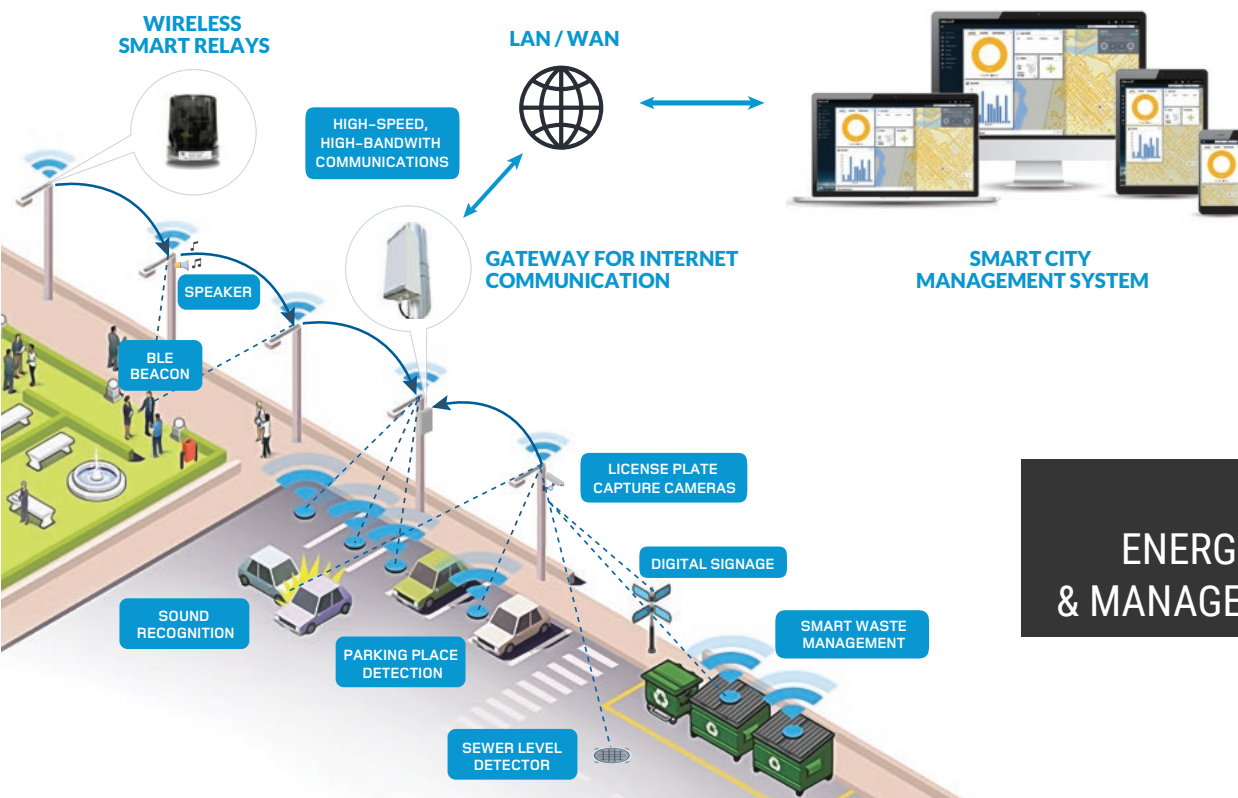 WIRELESS
SMART RELAYS
LAN / WAN
HIGH-SPEED,
HIGH-BANDWITH
COMMUNICATIONS
GATEWAY FOR INTERNET
COMMUNICATION
SMART CITY
MANAGEMENT SYSTEM
SPEAKER
BLE
BEACON
LICENSE PLATE
CAPTURE CAMERAS
DIGITAL SIGNAGE
SOUND
RECOGNITION
PARKING PLACE
DETECTION
SMART WASTE
MANAGEMENT
SEWER LEVEL
DETECTOR
ENERG
& MANAGE